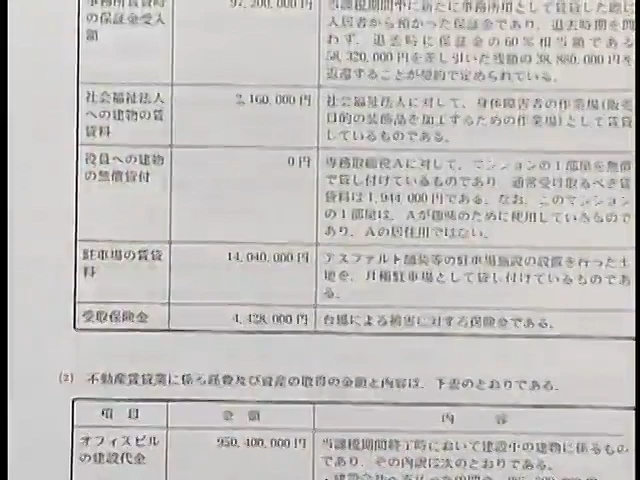 事務所賃貸時
の保証金受入
額
97,200,000円
当課税期間中に新たに事務所用として賃貸した際に
入居者から預かった保証金であり、退去時期を問
わず、退去時に保証金の60%相当額である
58,320,000円を差し引いた残額の38,880,000円を
返還することが契約で定められている。
社会福祉法人
への建物の賃
貸料
2,160,000円
社会福祉法人に対して、身体障害者の作業場(販売
目的の装飾品を加工するための作業場)として賃貸
しているものである。
役員への建物
の無償貸付
0円
専務取締役Aに対して、マンションの1部屋を無償
で貸し付けているものであり、通常受け取るべき賃
貸料は1,944,000円である。なお、このマンション
の1部屋は、Aが趣味のために使用しているもので
あり、Aの居住用ではない。
駐車場の賃貸
料
14,040,000円
アスファルト舗装等の駐車場施設の設置を行った土
地を、月極駐車場として貸し付けているものであ
る。
受取保険金
4,428,000円
台風による被害に対する保険金である。
(2) 不動産賃貸業に係る経費及び資産の取得の金額と内容は、下表のとおりである。
項目
金額
内容
オフィスビル
の建設代金
950,400,000円
当課税期間終了時において建設中の建物に係るもの
であり、その内訳は次のとおりである。